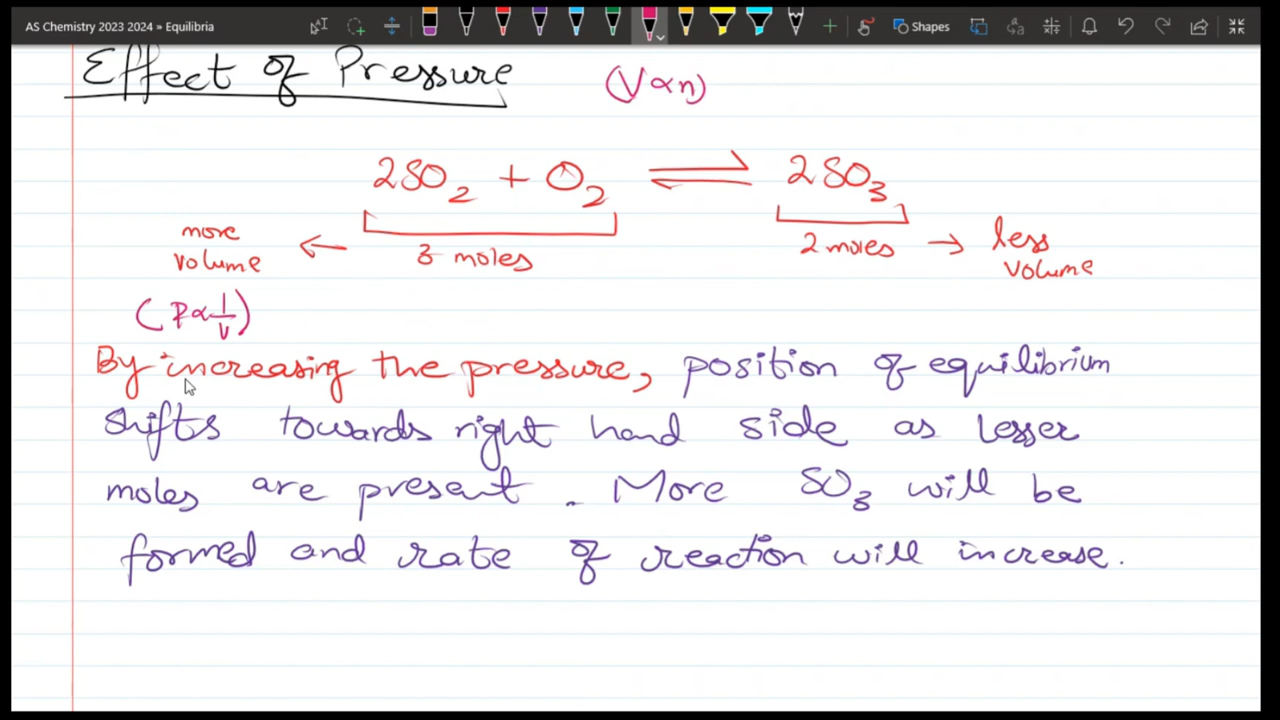 AS Chemistry 2023 2024 » Equilibria
Shapes
Effect of Pressure
(V∝n)
2SO₂ + O₂ ⇌ 2SO₃
more
volume
←
3 moles
2 moles
→
less
volume
(P∝1/V)
By increasing the pressure, position of equilibrium
shifts towards right hand side as lesser
moles are present. More SO₃ will be
formed and rate of reaction will increase.